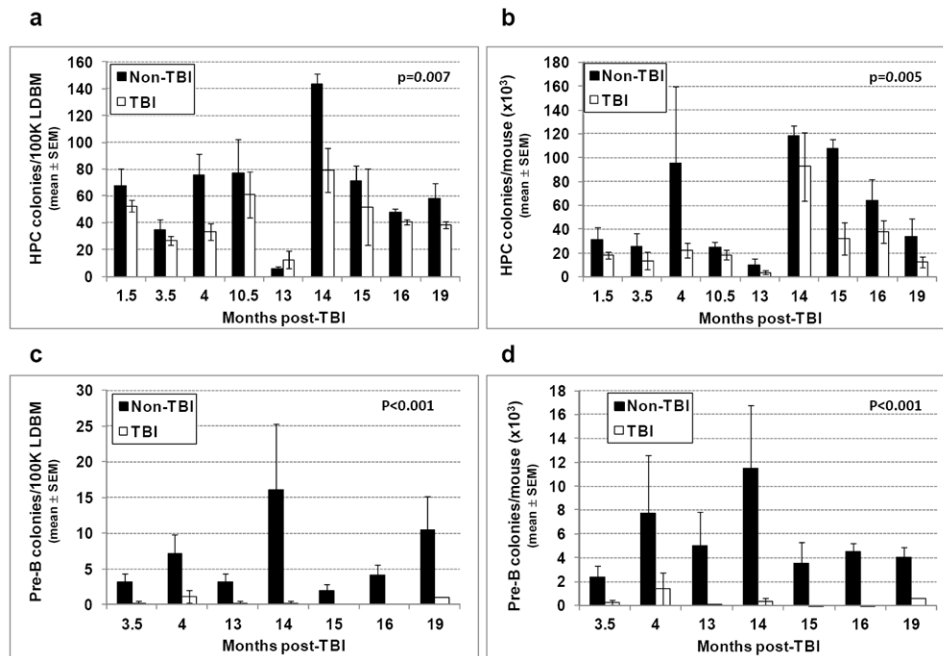 a
HPC colonies/100K LDBM
(mean ± SEM)
160
140
120
100
80
60
40
20
0
Non-TBI
TBI
p=0.007
1.5 3.5 4 10.5 13 14 15 16 19
Months post-TBI
b
HPC colonies/mouse (x10³)
(mean ± SEM)
180
160
140
120
100
80
60
40
20
0
Non-TBI
TBI
p=0.005
1.5 3.5 4 10.5 13 14 15 16 19
Months post-TBI
c
Pre-B colonies/100K LDBM
(mean ± SEM)
30
25
20
15
10
5
0
Non-TBI
TBI
P<0.001
3.5 4 13 14 15 16 19
Months post-TBI
d
Pre-B colonies/mouse (x10³)
(mean ± SEM)
18
16
14
12
10
8
6
4
2
0
Non-TBI
TBI
P<0.001
3.5 4 13 14 15 16 19
Months post-TBI